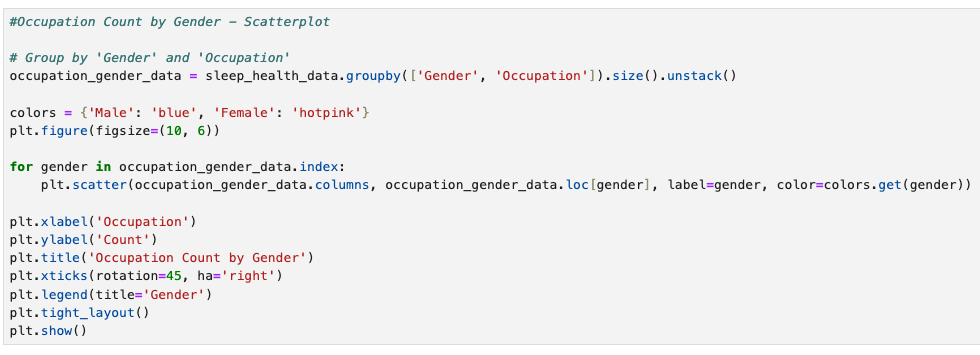 #Occupation Count by Gender – Scatterplot
# Group by 'Gender' and 'Occupation'
occupation_gender_data = sleep_health_data.groupby(['Gender', 'Occupation']).size().unstack()
colors = {'Male': 'blue', 'Female': 'hotpink'}
plt.figure(figsize=(10, 6))
for gender in occupation_gender_data.index:
    plt.scatter(occupation_gender_data.columns, occupation_gender_data.loc[gender], label=gender, color=colors.get(gender))
plt.xlabel('Occupation')
plt.ylabel('Count')
plt.title('Occupation Count by Gender')
plt.xticks(rotation=45, ha='right')
plt.legend(title='Gender')
plt.tight_layout()
plt.show()